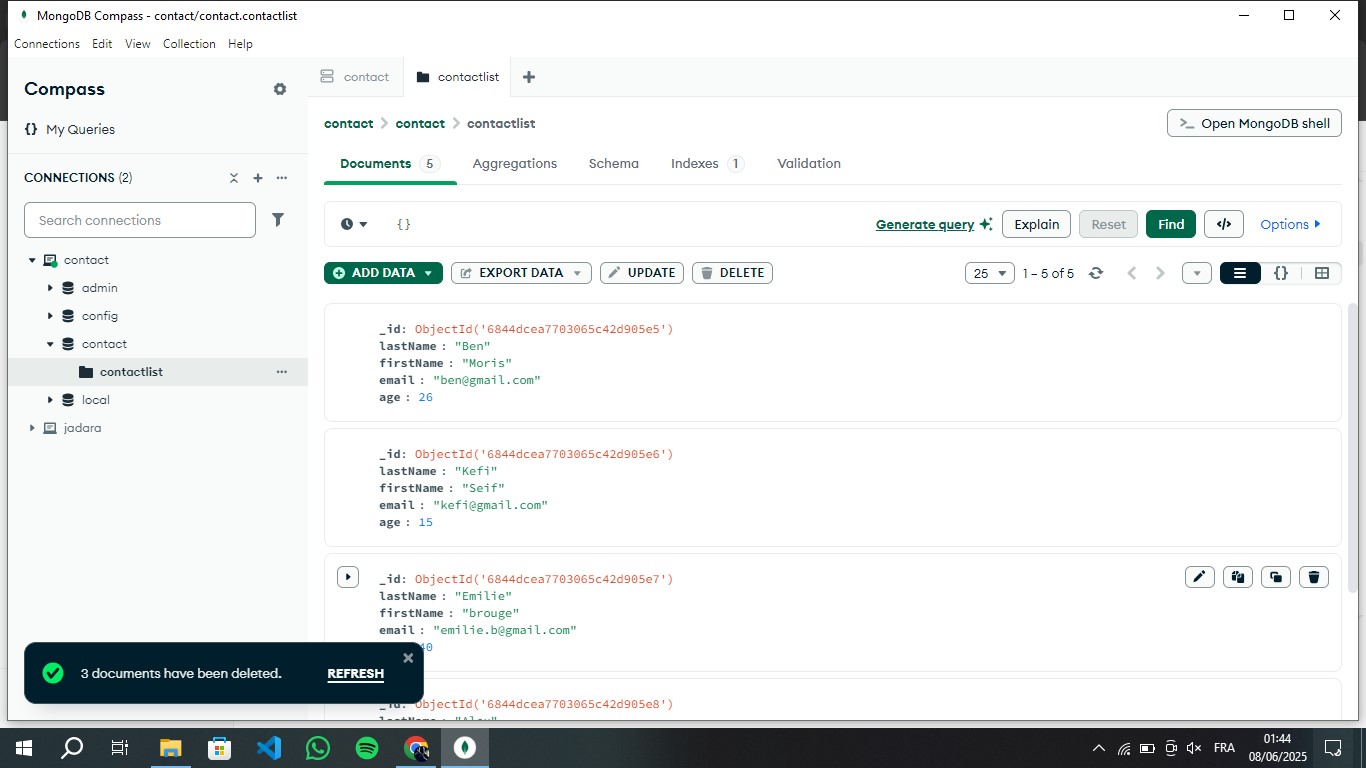 MongoDB Compass - contact/contact.contactlist
Connections Edit View Collection Help
Compass
{} My Queries
CONNECTIONS (2)
Search connections
contact
admin
config
contact
contactlist
local
jadara
contact contactlist
contact > contact > contactlist
>_ Open MongoDB shell
Documents 5 Aggregations Schema Indexes 1 Validation
{} Generate query Explain Reset Find </> Options
ADD DATA EXPORT DATA UPDATE DELETE 25 1 – 5 of 5 {}
_id: ObjectId('6844dcea7703065c42d905e5')
lastName : "Ben"
firstName : "Moris"
email : "ben@gmail.com"
age : 26
_id: ObjectId('6844dcea7703065c42d905e6')
lastName : "Kefi"
firstName : "Seif"
email : "kefi@gmail.com"
age : 15
_id: ObjectId('6844dcea7703065c42d905e7')
lastName : "Emilie"
firstName : "brouge"
email : "emilie.b@gmail.com"
40
ObjectId('6844dcea7703065c42d905e8')
3 documents have been deleted. REFRESH
FRA
01:44
08/06/2025